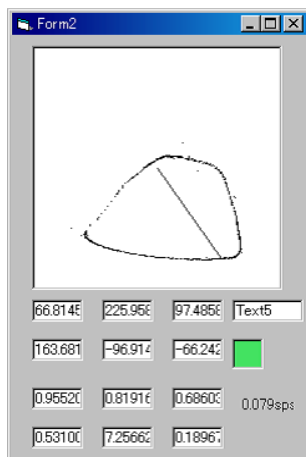 Form2
66.8145 225.958 97.4858 Text5
163.681 -96.914 -66.242
0.95520 0.81916 0.68603 0.079sps
0.53100 7.25662 0.18967